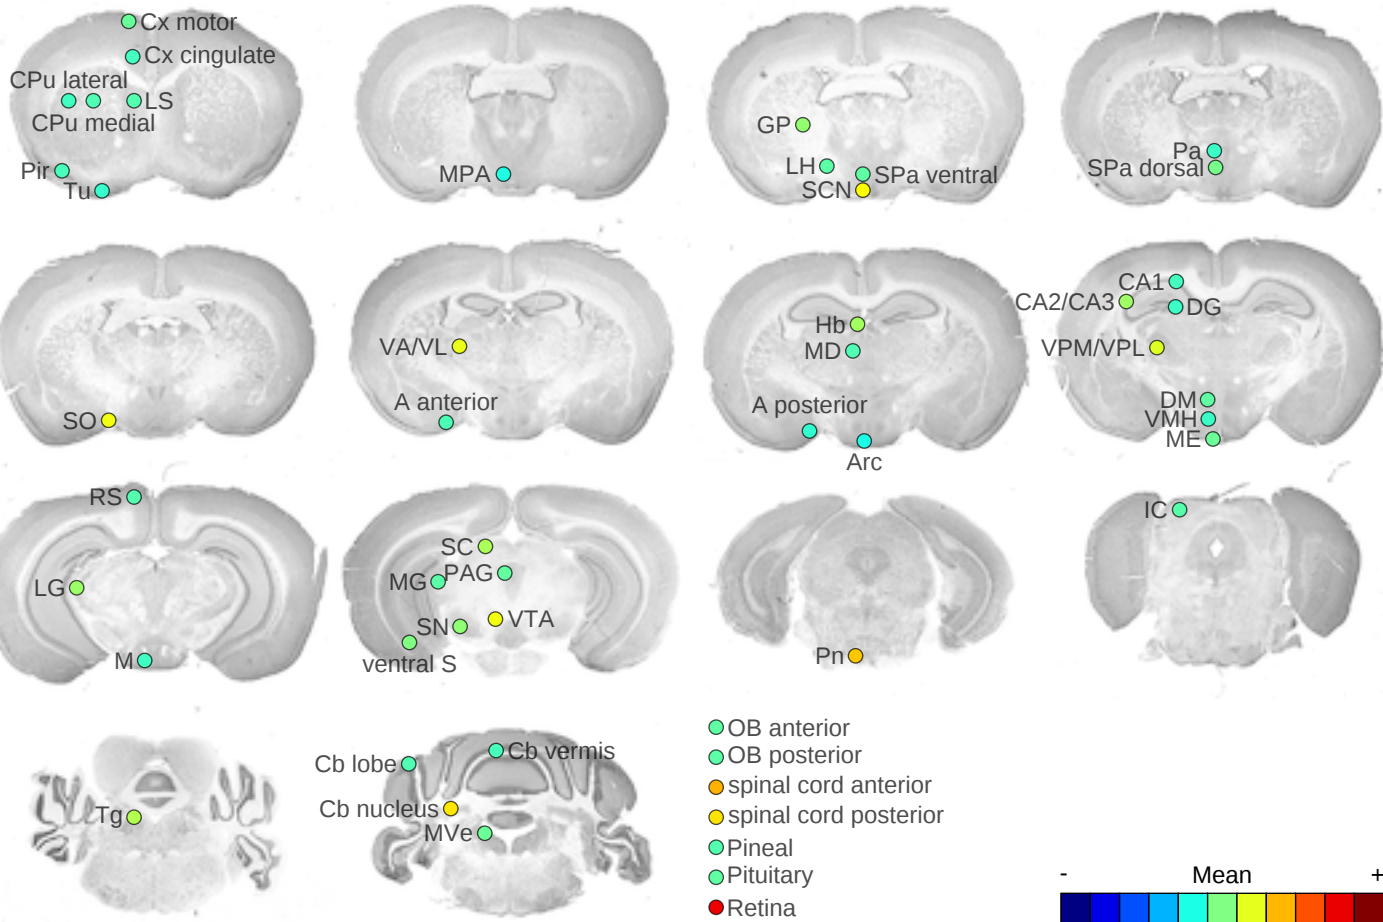 Cx motor
Cx cingulate
CPu lateral
LS
CPu medial
Pir
Tu
MPA
GP
LH
SPa ventral
SCN
Pa
SPa dorsal
SO
VA/VL
A anterior
Hb
MD
A posterior
Arc
CA1
CA2/CA3
DG
VPM/VPL
DM
VMH
ME
RS
LG
M
SC
MG
PAG
SN
VTA
ventral S
Pn
IC
Tg
Cb lobe
Cb vermis
Cb nucleus
MVe
OB anterior
OB posterior
spinal cord anterior
spinal cord posterior
Pineal
Pituitary
Retina
- Mean +